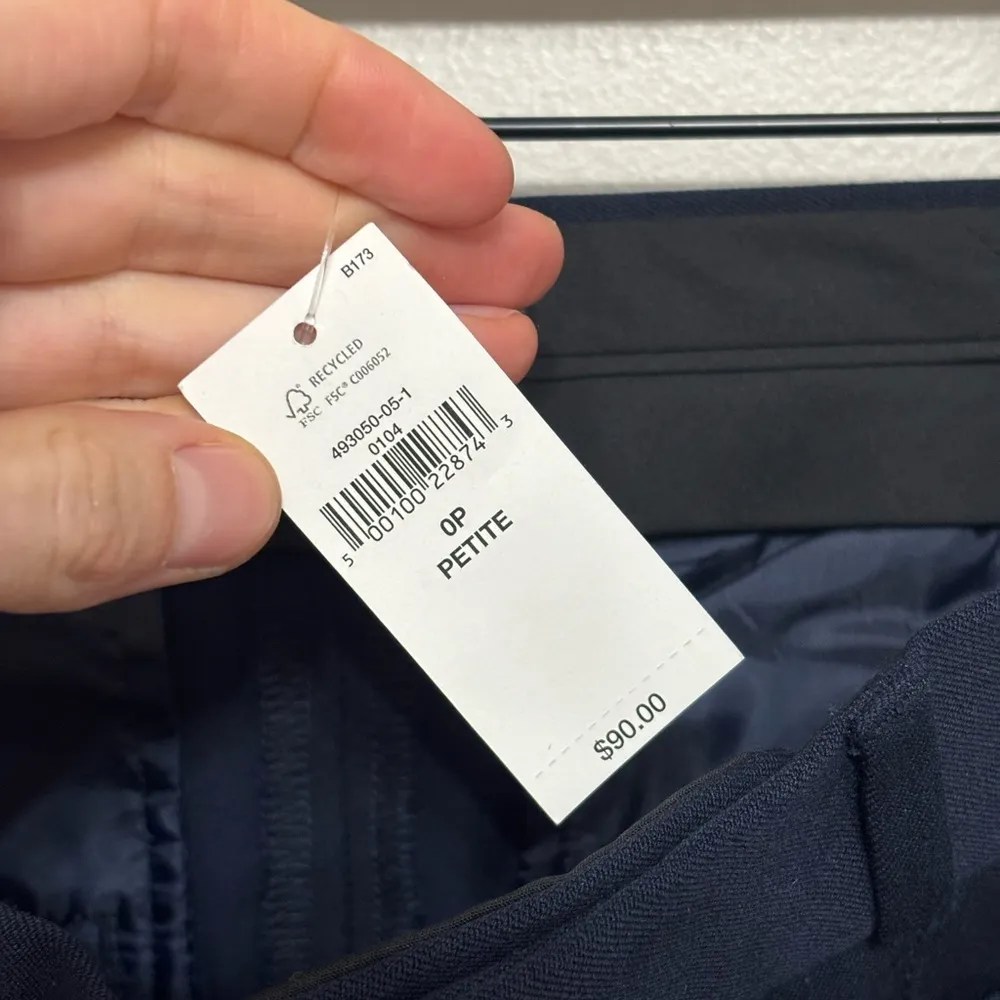 B173
RECYCLED
FSC FSC® C006052
493050-05-1
0104
5 00100 22874 3
0P
PETITE
$90.00